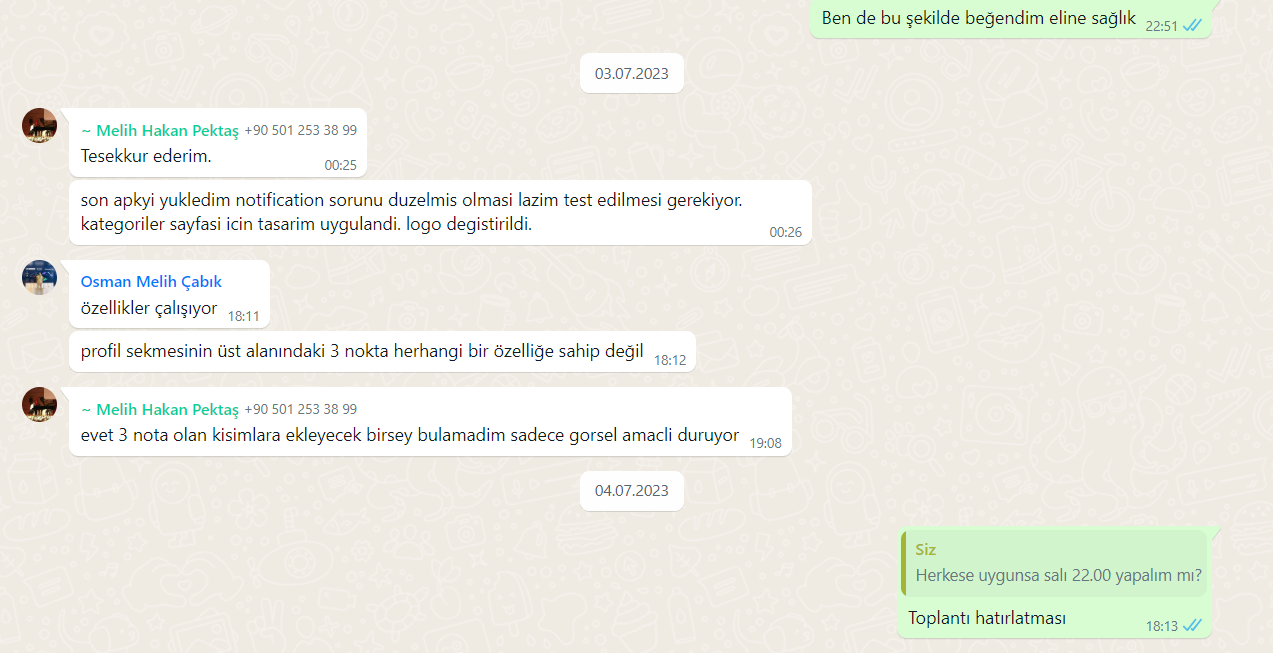 Ben de bu şekilde beğendim eline sağlık 22:51
03.07.2023
~ Melih Hakan Pektaş +90 501 253 38 99
Tesekkur ederim.
00:25
son apkyi yukledim notification sorunu duzelmis olmasi lazim test edilmesi gerekiyor.
kategoriler sayfasi icin tasarim uygulandi. logo degistirildi.
00:26
Osman Melih Çabık
özellikler çalışıyor 18:11
profil sekmesinin üst alanındaki 3 nokta herhangi bir özelliğe sahip değil 18:12
~ Melih Hakan Pektaş +90 501 253 38 99
evet 3 nota olan kisimlara ekleyecek birsey bulamadim sadece gorsel amacli duruyor 19:08
04.07.2023
Siz
Herkese uygunsa salı 22.00 yapalım mı?
Toplantı hatırlatması 18:13